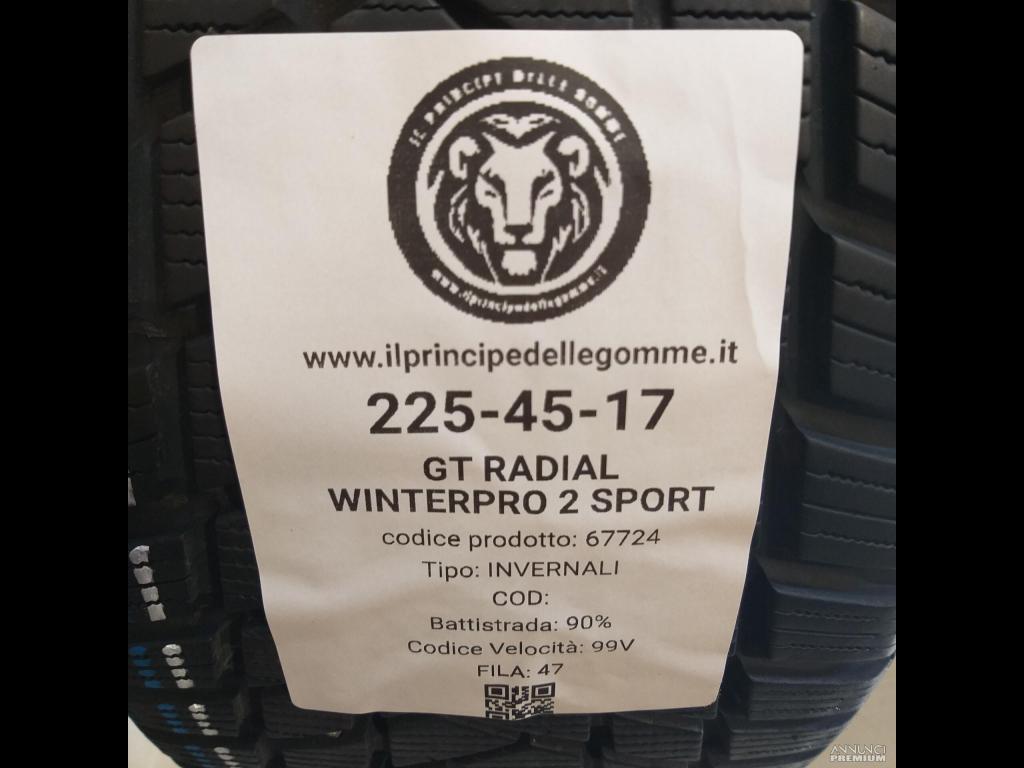 IL PRINCIPE DELLE GOMME
www.ilprincipedellegomme.it
www.ilprincipedellegomme.it
225-45-17
GT RADIAL
WINTERPRO 2 SPORT
codice prodotto: 67724
Tipo: INVERNALI
COD:
Battistrada: 90%
Codice Velocità: 99V
FILA: 47
ANNUNCI
PREMIUM